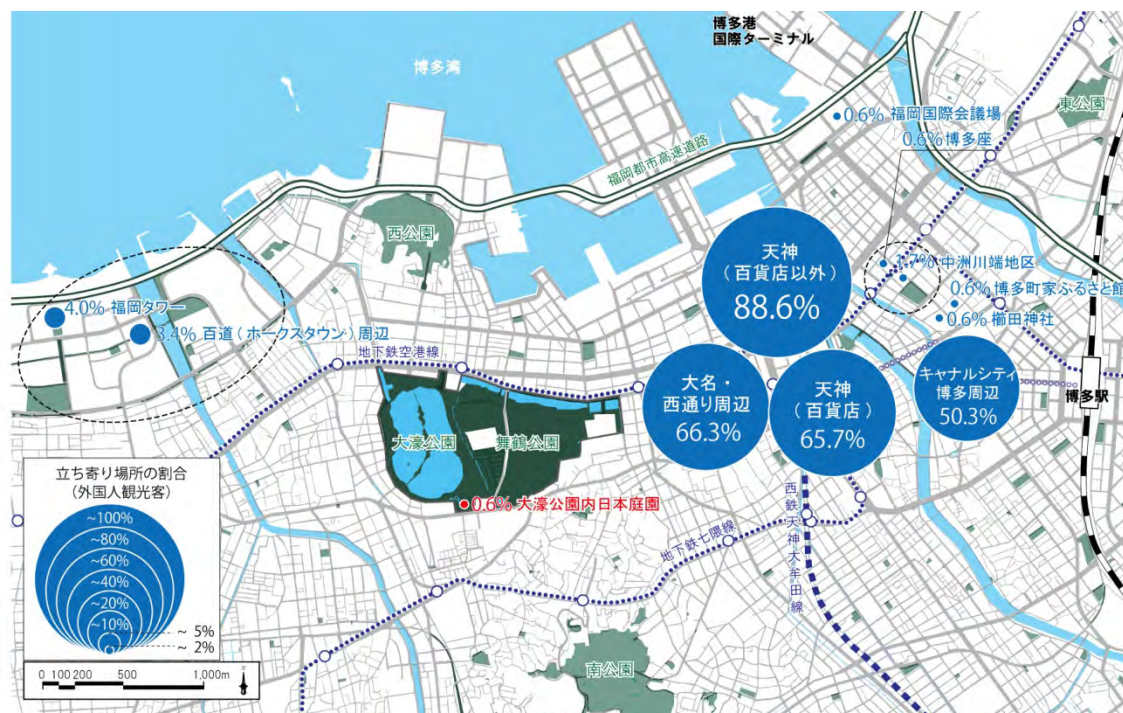 博多港
国際ターミナル
博多湾
東公園
0.6% 福岡国際会議場
0.6% 博多座
福岡都市高速道路
西公園
天神
（百貨店以外）
88.6%
1.7% 中洲川端地区
0.6% 博多町家ふるさと館
0.6% 櫛田神社
4.0% 福岡タワー
3.4% 百道（ホークスタウン）周辺
地下鉄空港線
大名・
西通り周辺
66.3%
天神
（百貨店）
65.7%
キャナルシティ
博多周辺
50.3%
博多駅
大濠公園
舞鶴公園
0.6% 大濠公園内日本庭園
西鉄天神大牟田線
地下鉄七隈線
南公園
立ち寄り場所の割合
（外国人観光客）
~100%
~80%
~60%
~40%
~20%
~10%
~ 5%
~ 2%
0 100 200 500 1,000m